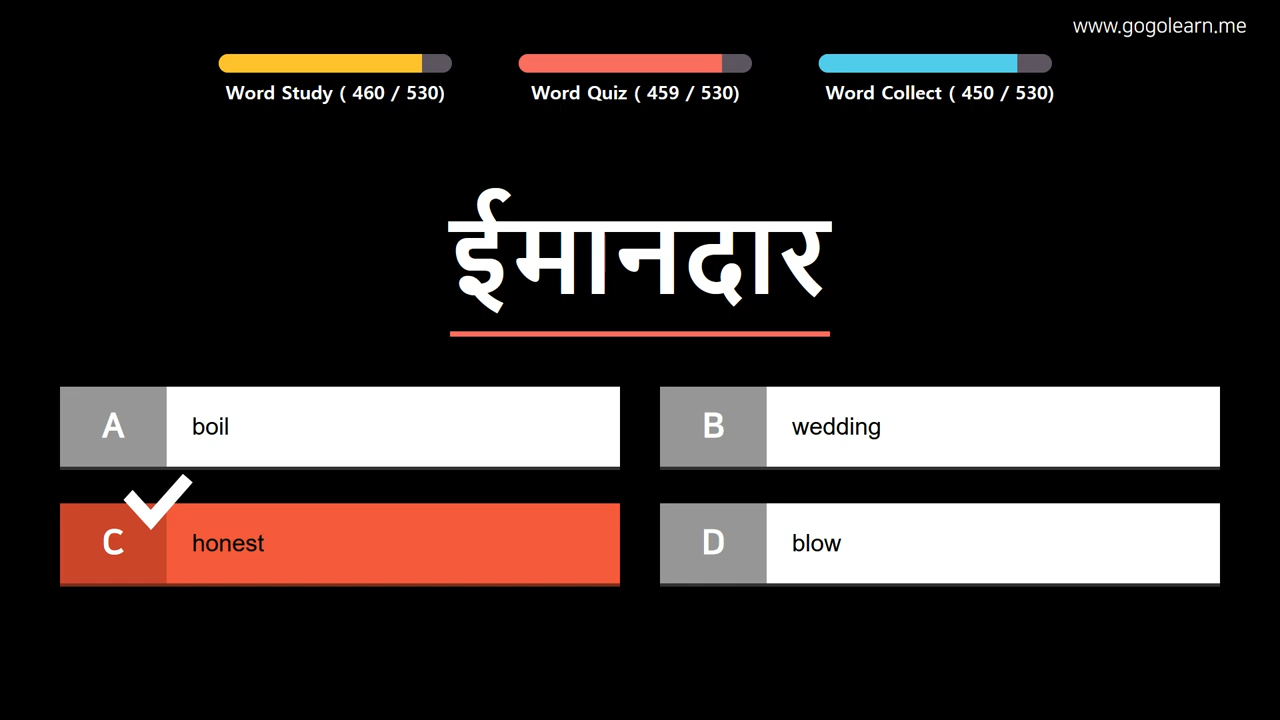 www.gogolearn.me
Word Study ( 460 / 530)
Word Quiz ( 459 / 530)
Word Collect ( 450 / 530)
ईमानदार
A boil
B wedding
C honest
D blow